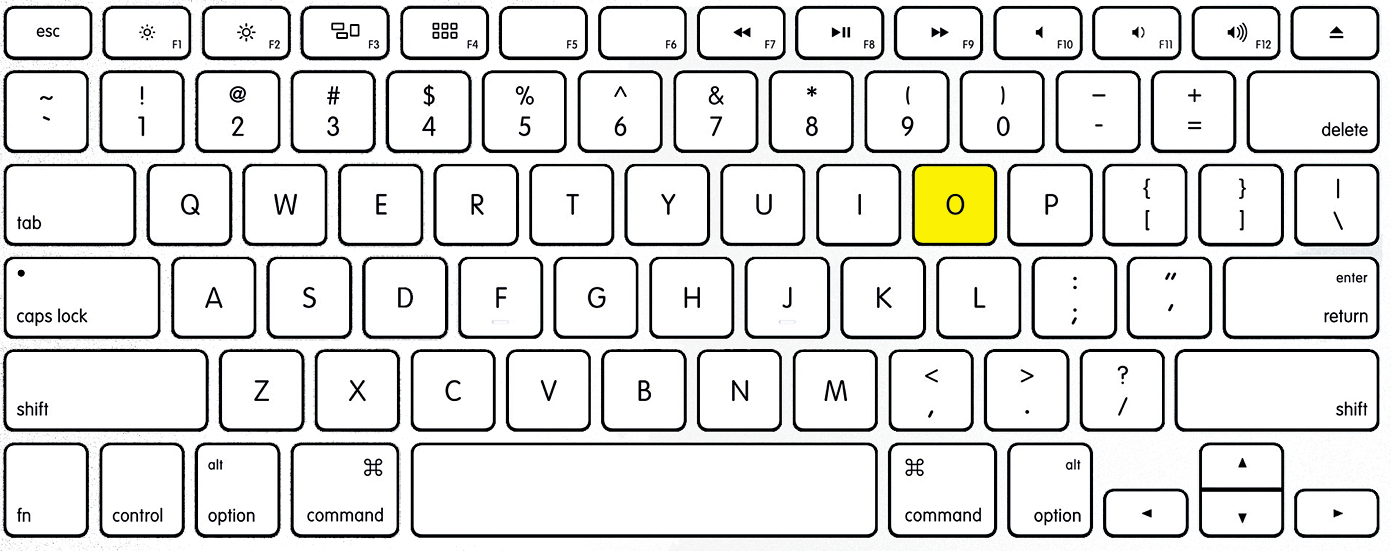 esc F1 F2 F3 F4 F5 F6 F7 F8 F9 F10 F11 F12
~ ! @ # $ % ^ & * ( ) – +
` 1 2 3 4 5 6 7 8 9 0 - = delete
Q W E R T Y U I O P { [ } ] | \
tab
A S D F G H J K L : ; " ' enter
caps lock return
Z X C V B N M < , > . ? /
shift shift
alt ⌘ ⌘ alt ▲
fn control option command command option ◄ ▼ ►